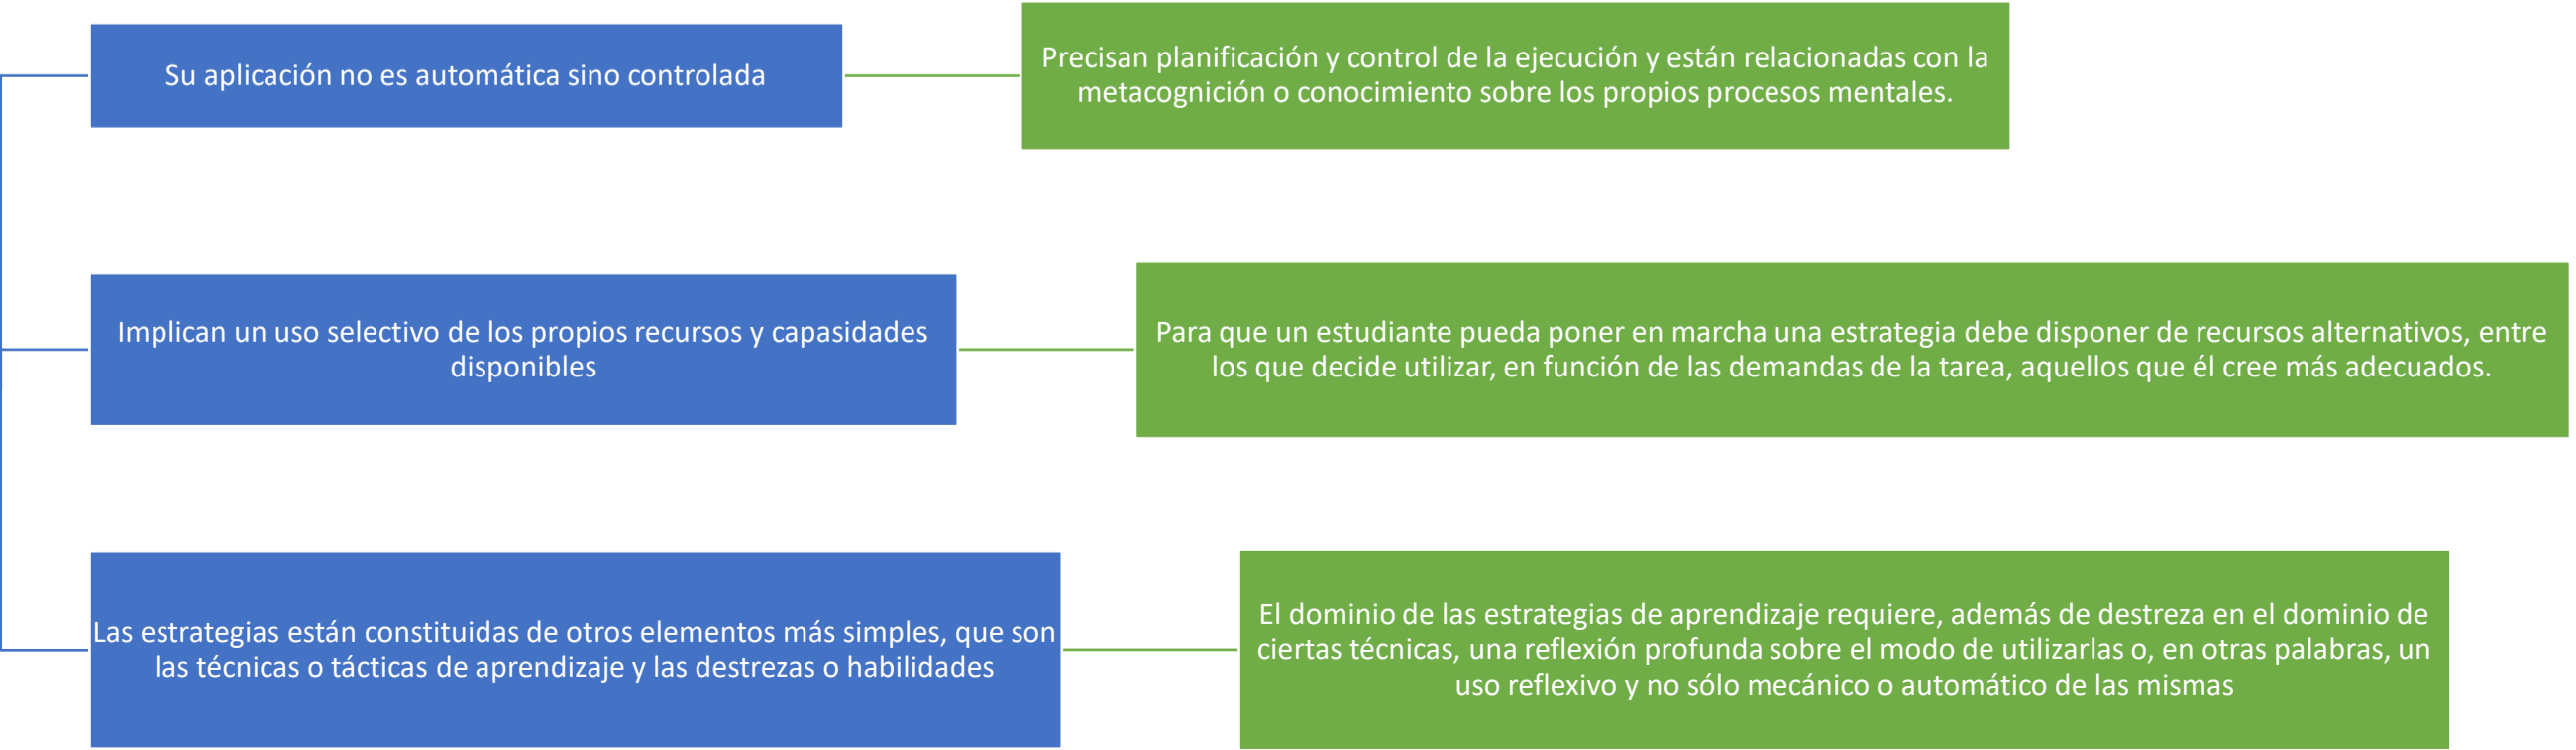 Su aplicación no es automática sino controlada
Precisan planificación y control de la ejecución y están relacionadas con la
metacognición o conocimiento sobre los propios procesos mentales.
Implican un uso selectivo de los propios recursos y capasidades
disponibles
Para que un estudiante pueda poner en marcha una estrategia debe disponer de recursos alternativos, entre
los que decide utilizar, en función de las demandas de la tarea, aquellos que él cree más adecuados.
Las estrategias están constituidas de otros elementos más simples, que son
las técnicas o tácticas de aprendizaje y las destrezas o habilidades
El dominio de las estrategias de aprendizaje requiere, además de destreza en el dominio de
ciertas técnicas, una reflexión profunda sobre el modo de utilizarlas o, en otras palabras, un
uso reflexivo y no sólo mecánico o automático de las mismas